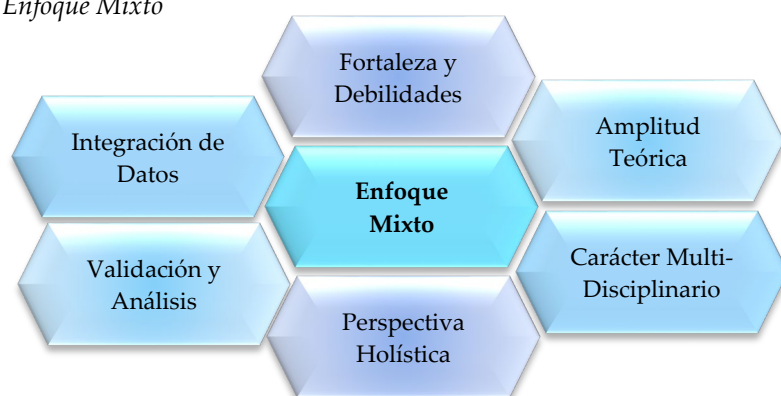 Enfoque Mixto
Fortaleza y
Debilidades
Integración de
Datos
Amplitud
Teórica
Enfoque
Mixto
Validación y
Análisis
Carácter Multi-
Disciplinario
Perspectiva
Holística